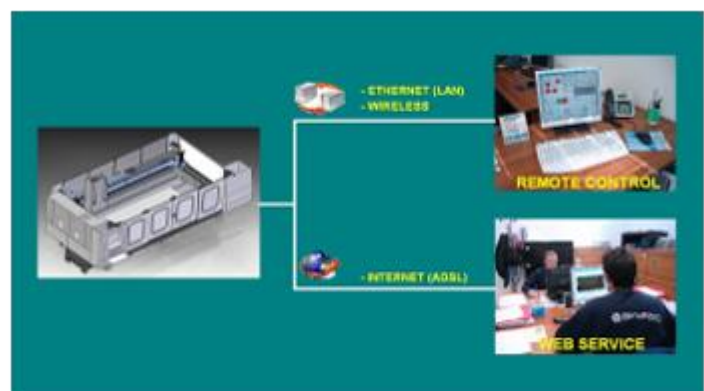 - ETHERNET (LAN)
- WIRELESS
REMOTE CONTROL
- INTERNET (ADSL)
WEB SERVICE